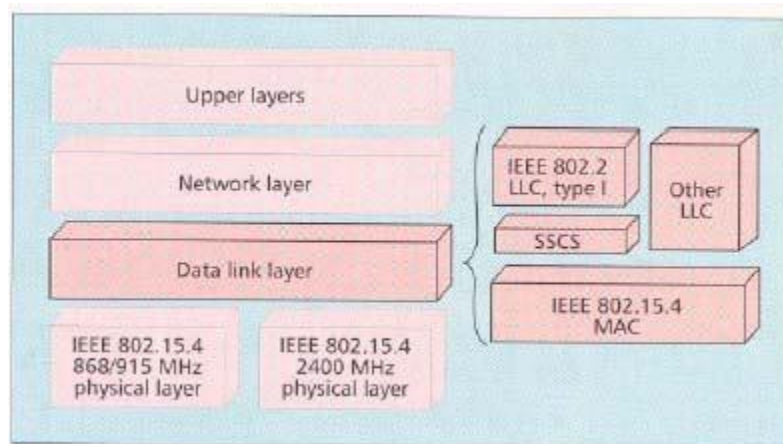 Upper layers
Network layer
Data link layer
IEEE 802.15.4
868/915 MHz
physical layer
IEEE 802.15.4
2400 MHz
physical layer
IEEE 802.2
LLC, type I
Other
LLC
SSCS
IEEE 802.15.4
MAC